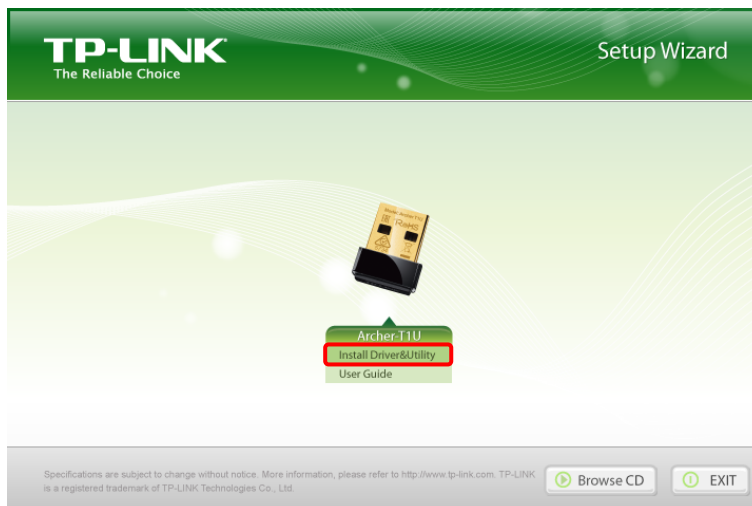 TP-LINK
The Reliable Choice
Setup Wizard
RoHS
Archer T1U
Install Driver&Utility
User Guide
Specifications are subject to change without notice. More information, please refer to http://www.tp-link.com. TP-LINK
is a registered trademark of TP-LINK Technologies Co., Ltd.
Browse CD
EXIT